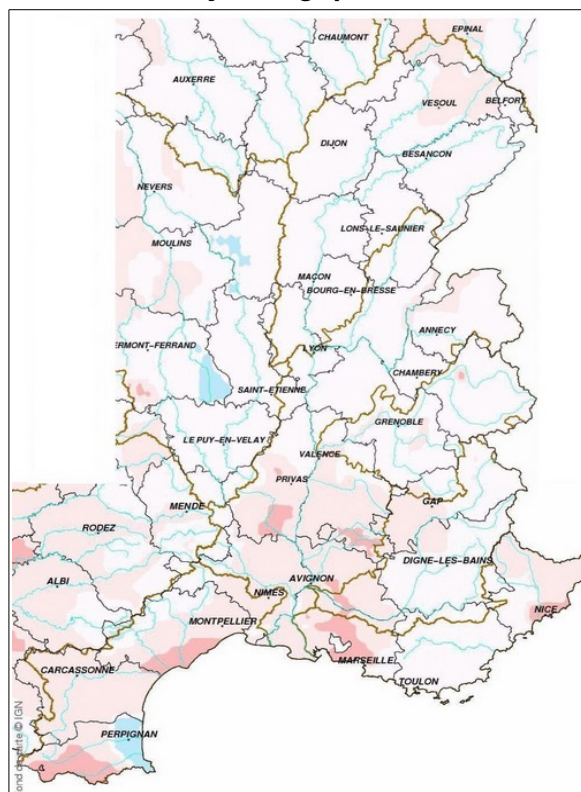 CHAUMONT
EPINAL
AUXERRE
VESOUL
BELFORT
DIJON
BESANCON
NEVERS
LONS-LE-SAUNIER
MOULINS
MACON
BOURG-EN-BRESSE
ANNECY
ERMONT-FERRAND
LYON
CHAMBERY
SAINT-ETIENNE
GRENOBLE
LE PUY-EN-VELAY
VALENCE
PRIVAS
MENDE
GAP
RODEZ
DIGNE-LES-BAINS
ALBI
AVIGNON
NIMES
NICE
MONTPELLIER
MARSEILLE
CARCASSONNE
TOULON
PERPIGNAN
© IGN